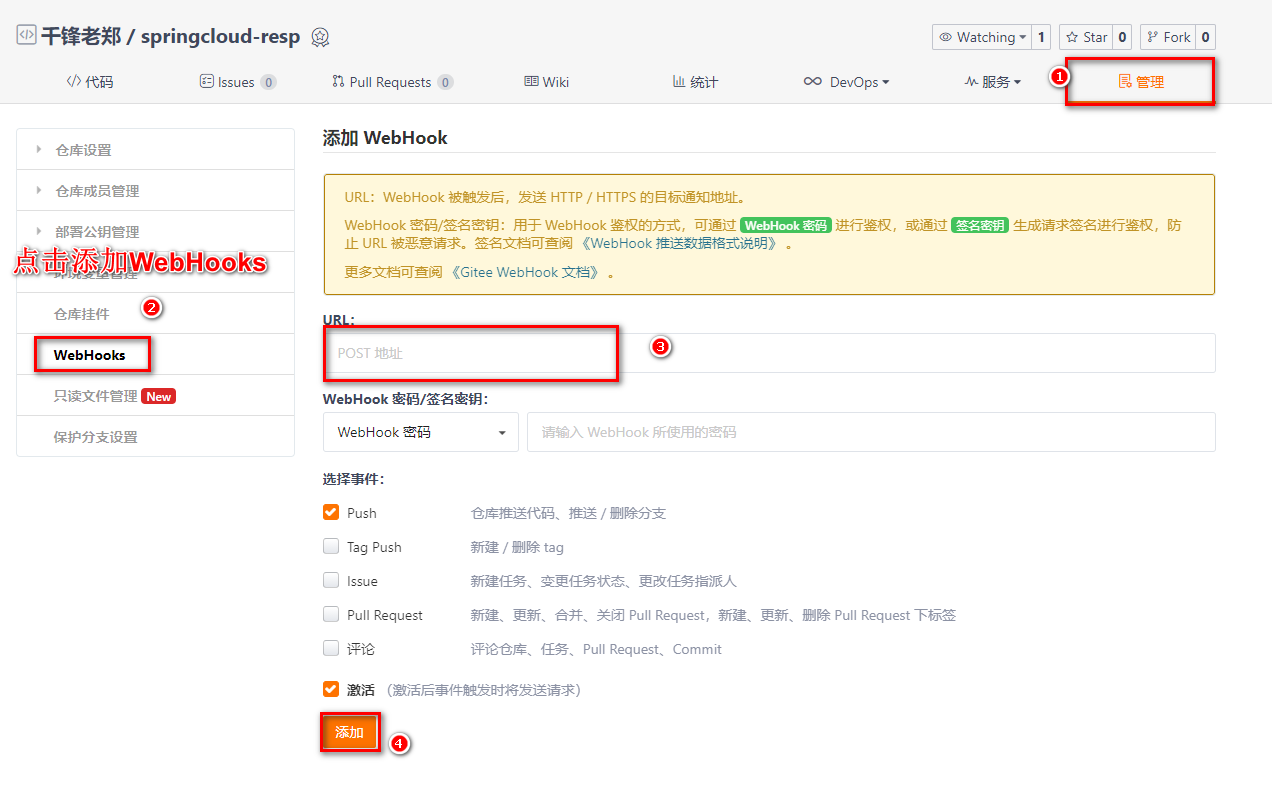 千锋老郑 / springcloud-resp
Watching 1 Star 0 Fork 0
代码 Issues 0 Pull Requests 0 Wiki 统计 DevOps 服务 管理
1
仓库设置
仓库成员管理
部署公钥管理
点击添加WebHooks
环境变量管理
仓库挂件
2
WebHooks
只读文件管理 New
保护分支设置
添加 WebHook
URL：WebHook 被触发后，发送 HTTP / HTTPS 的目标通知地址。
WebHook 密码/签名密钥：用于 WebHook 鉴权的方式，可通过 WebHook 密码 进行鉴权，或通过 签名密钥 生成请求签名进行鉴权，防
止 URL 被恶意请求。签名文档可查阅 《WebHook 推送数据格式说明》 。
更多文档可查阅 《Gitee WebHook 文档》 。
URL：
POST 地址
3
WebHook 密码/签名密钥：
WebHook 密码 请输入 WebHook 所使用的密码
选择事件：
Push 仓库推送代码、推送 / 删除分支
Tag Push 新建 / 删除 tag
Issue 新建任务、变更任务状态、更改任务指派人
Pull Request 新建、更新、合并、关闭 Pull Request，新建、更新、删除 Pull Request 下标签
评论 评论仓库、任务、Pull Request、Commit
激活 （激活后事件触发时将发送请求）
添加
4